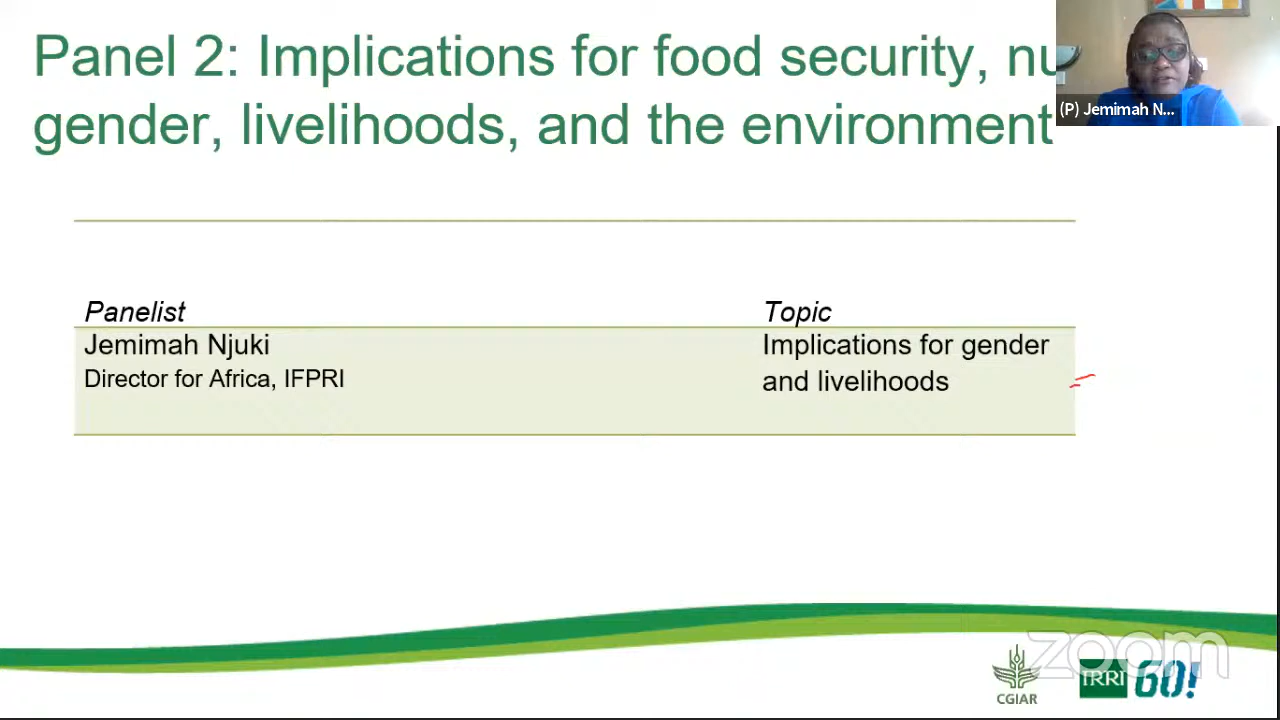 Panel 2: Implications for food security, nu
gender, livelihoods, and the environment
(P) Jemimah N...
Panelist
Topic
Jemimah Njuki
Implications for gender
Director for Africa, IFPRI
and livelihoods
zoom
CGIAR
IRRI 60!